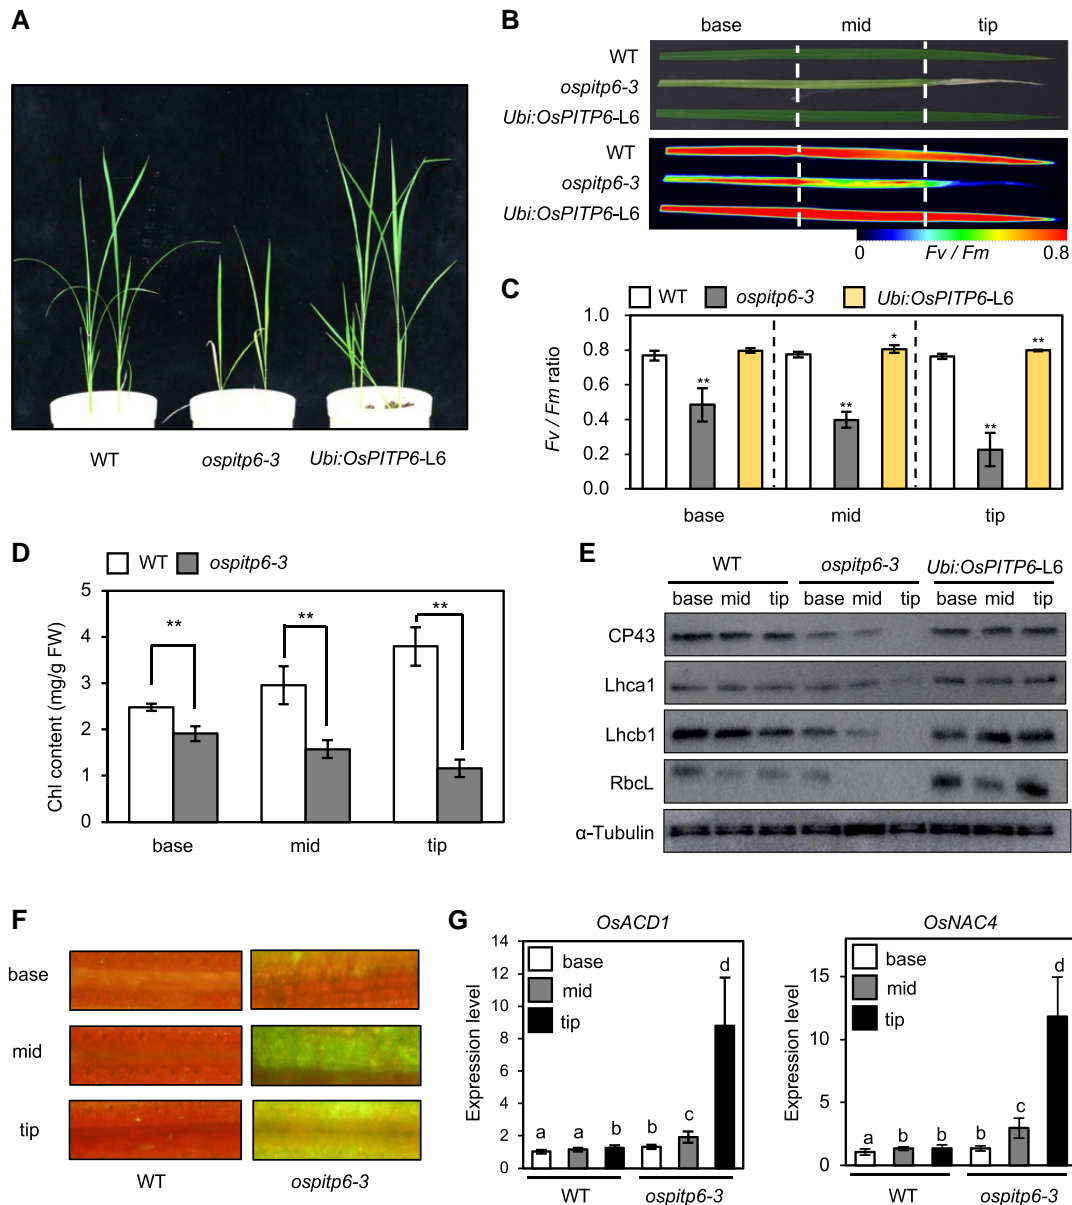 A
WT
ospitp6-3
Ubi:OsPITP6-L6
B
base mid tip
WT
ospitp6-3
Ubi:OsPITP6-L6
WT
ospitp6-3
Ubi:OsPITP6-L6
0 Fv / Fm 0.8
C
WT ospitp6-3 Ubi:OsPITP6-L6
Fv / Fm ratio
1.0
0.8
0.6
0.4
0.2
0.0
** ** * ** **
base mid tip
D
WT ospitp6-3
Chl content (mg/g FW)
5
4
3
2
1
0
** ** **
base mid tip
E
WT ospitp6-3 Ubi:OsPITP6-L6
base mid tip base mid tip base mid tip
CP43
Lhca1
Lhcb1
RbcL
α-Tubulin
F
base
mid
tip
WT ospitp6-3
G
OsACD1
Expression level
14
12
10
8
6
4
2
0
base
mid
tip
a a b b c d
WT ospitp6-3
OsNAC4
Expression level
15
10
5
0
base
mid
tip
a b b b c d
WT ospitp6-3